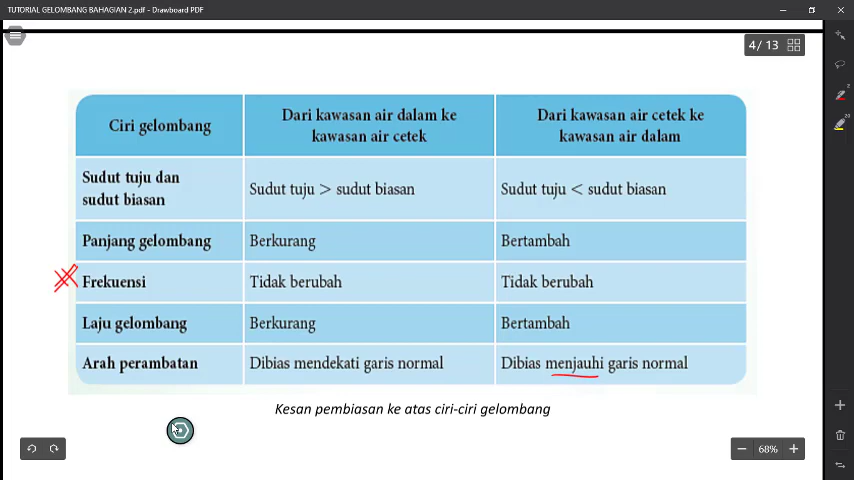 TUTORIAL GELOMBANG BAHAGIAN 2.pdf - Drawboard PDF
4 / 13
Ciri gelombang
Dari kawasan air dalam ke
kawasan air cetek
Dari kawasan air cetek ke
kawasan air dalam
Sudut tuju dan
sudut biasan
Sudut tuju > sudut biasan
Sudut tuju < sudut biasan
Panjang gelombang
Berkurang
Bertambah
Frekuensi
Tidak berubah
Tidak berubah
Laju gelombang
Berkurang
Bertambah
Arah perambatan
Dibias mendekati garis normal
Dibias menjauhi garis normal
Kesan pembiasan ke atas ciri-ciri gelombang
68%